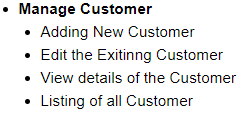 Manage Customer
Adding New Customer
Edit the Exitinng Customer
View details of the Customer
Listing of all Customer